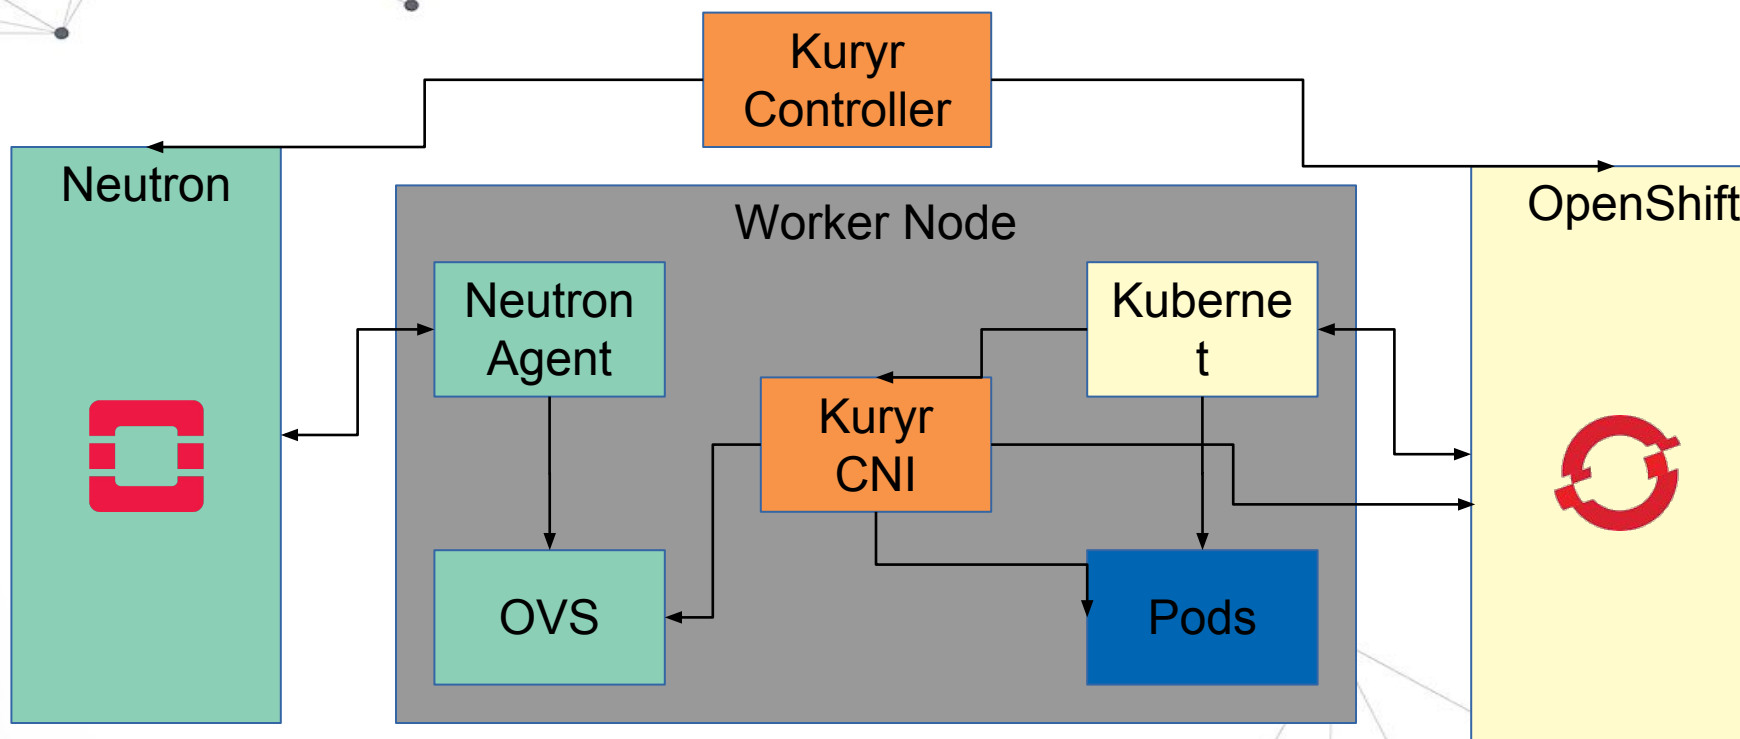 Kuryr
Controller
Neutron
OpenShift
Worker Node
Neutron
Agent
Kuberne
t
Kuryr
CNI
OVS
Pods